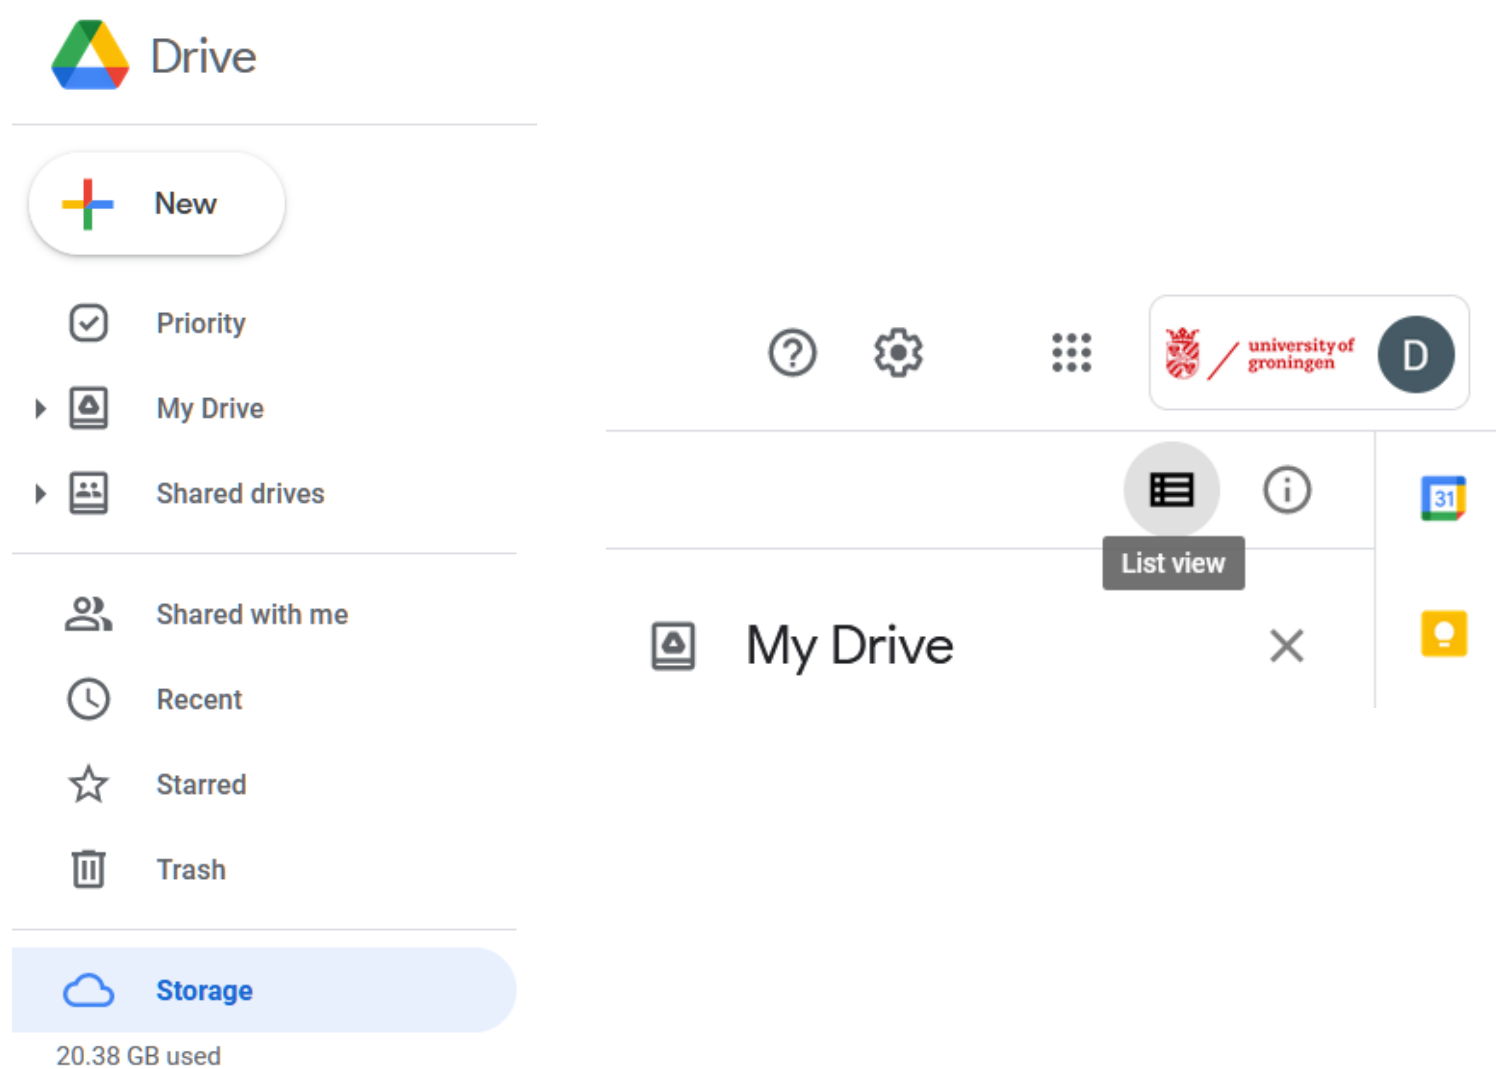 Drive
New
Priority
My Drive
Shared drives
Shared with me
Recent
Starred
Trash
Storage
20.38 GB used
university of
groningen
D
31
List view
My Drive